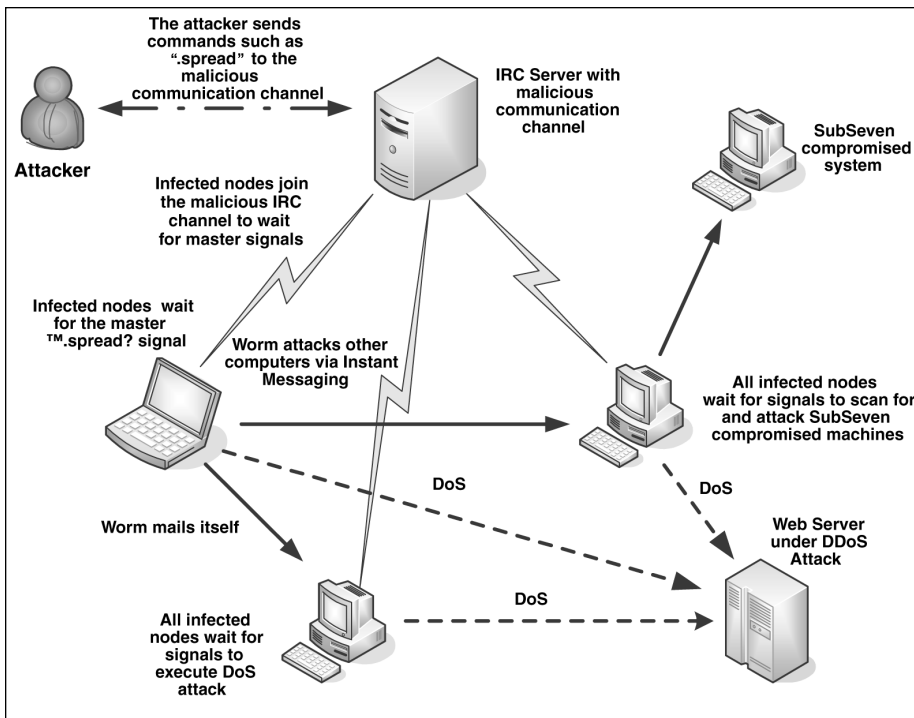 The attacker sends
commands such as
“.spread” to the
malicious
communication channel
IRC Server with
malicious
communication
channel
SubSeven
compromised
system
Attacker
Infected nodes join
the malicious IRC
channel to wait
for master signals
Infected nodes wait
for the master
™.spread? signal
Worm attacks other
computers via Instant
Messaging
All infected nodes
wait for signals to scan for
and attack SubSeven
compromised machines
DoS
DoS
Worm mails itself
Web Server
under DDoS
Attack
DoS
All infected
nodes wait for
signals to
execute DoS
attack